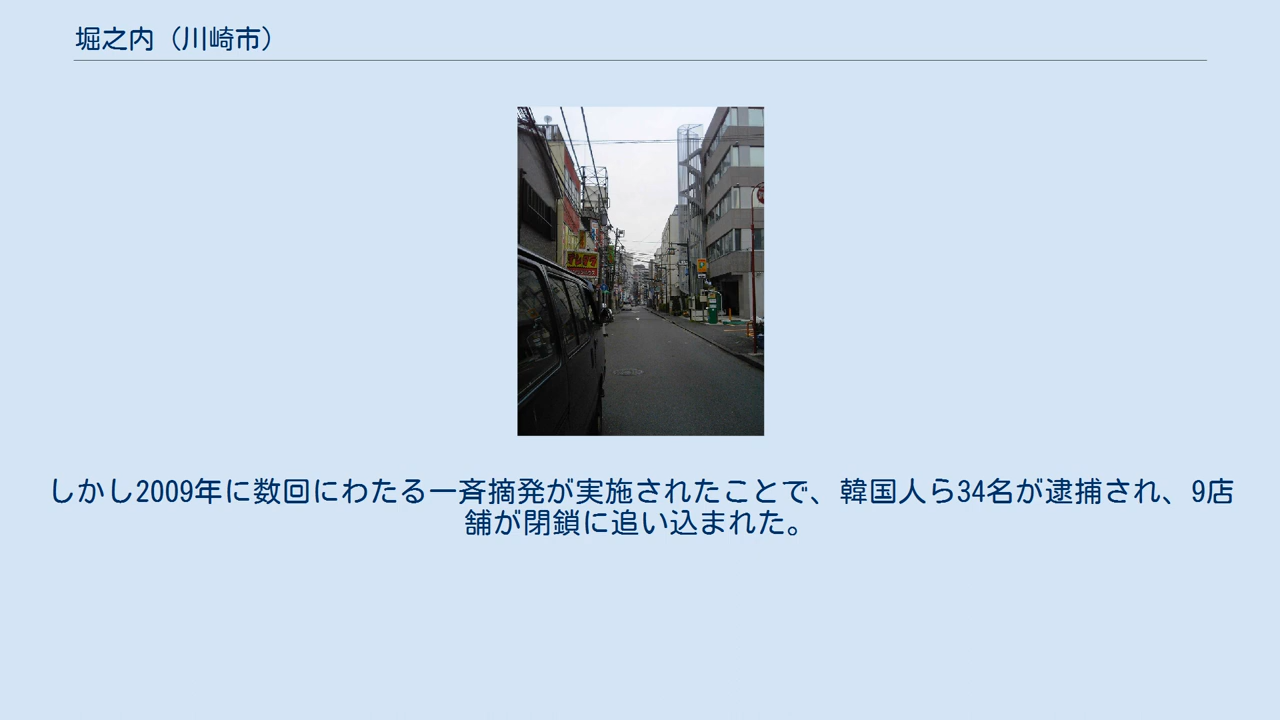 堀之内（川崎市）
しかし2009年に数回にわたる一斉摘発が実施されたことで、韓国人ら34名が逮捕され、9店
舗が閉鎖に追い込まれた。